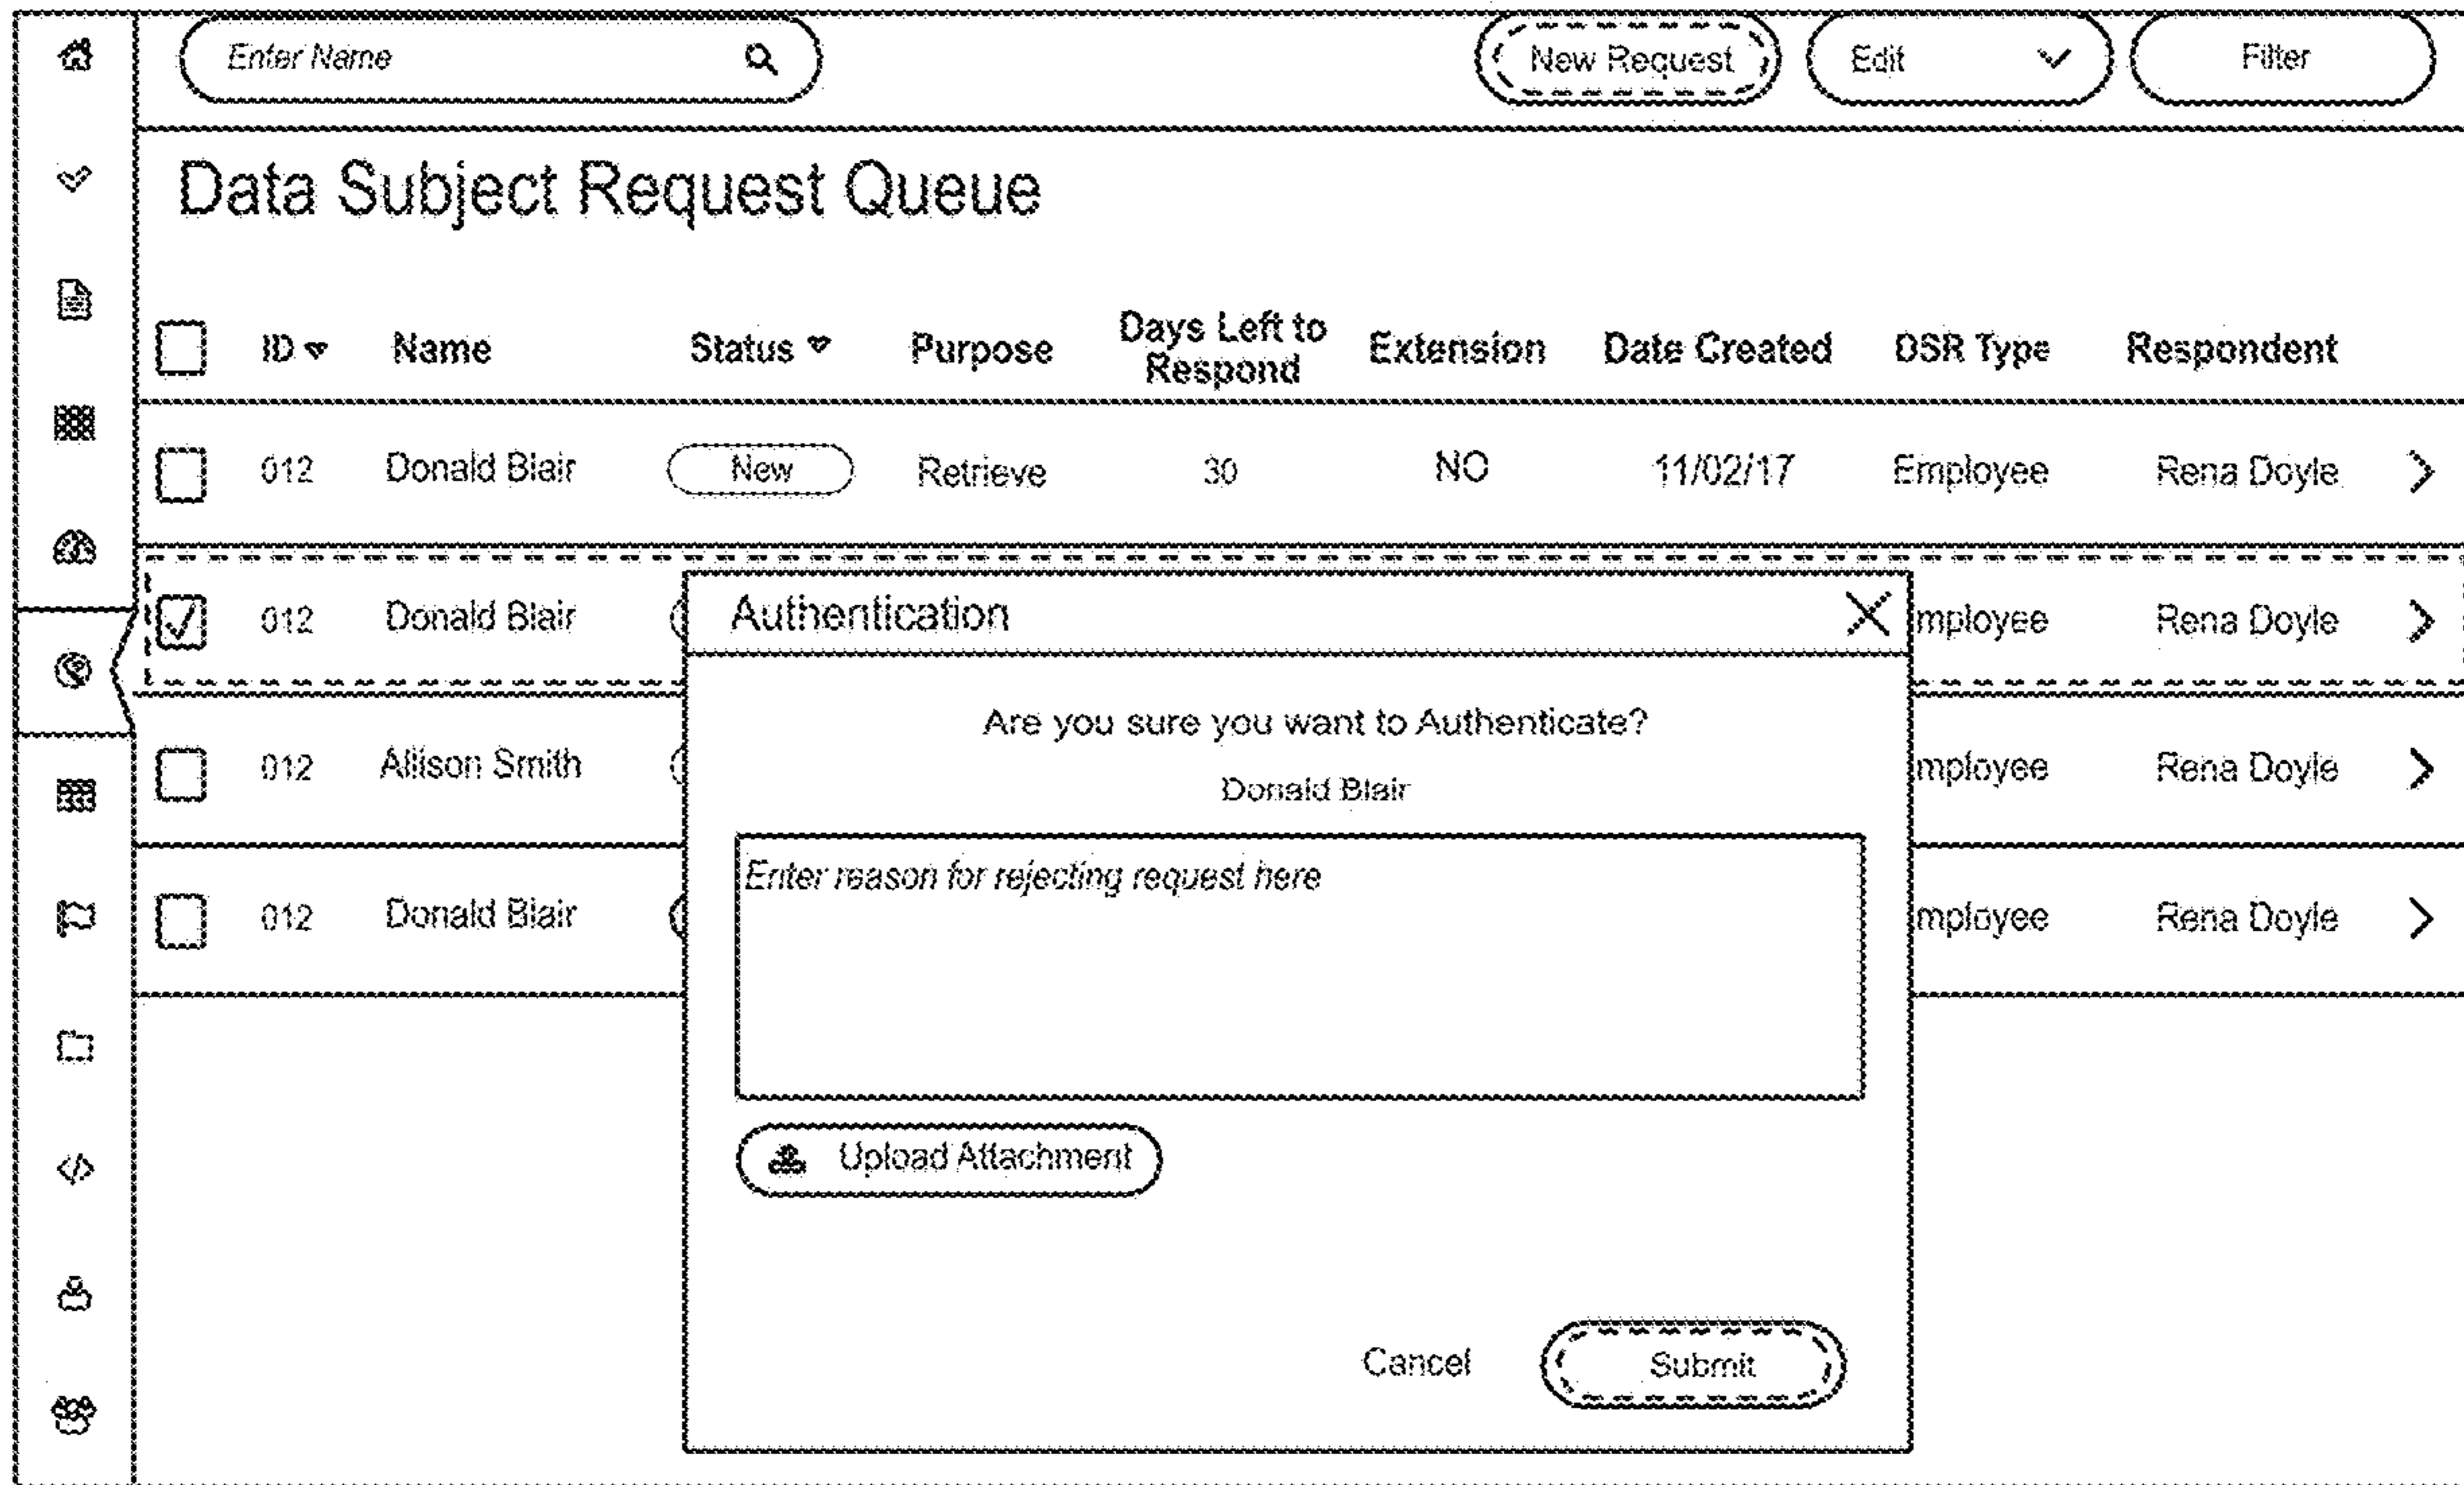 Enter Name
New Request
Edit
Filter
Data Subject Request Queue
ID Name Status Purpose Days Left to Respond Extension Date Created DSR Type Respondent
012 Donald Blair New Retrieve 30 NO 11/02/17 Employee Rena Doyle
012 Donald Blair mployee Rena Doyle
012 Allison Smith mployee Rena Doyle
012 Donald Blair mployee Rena Doyle
Authentication
Are you sure you want to Authenticate?
Donald Blair
Enter reason for rejecting request here
Upload Attachment
Cancel
Submit